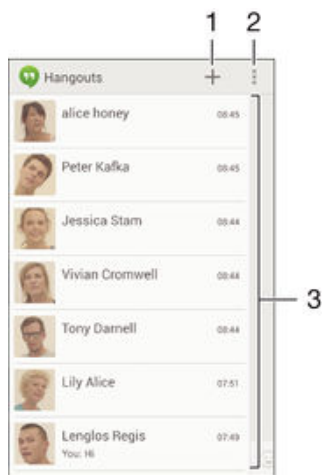 1 2
Hangouts
alice honey 08:45
Peter Kafka 08:45
Jessica Stam 08:44
3
Vivian Cromwell 08:44
Tony Darnell 08:44
Lily Alice 07:51
Lenglos Regis 07:49
You: Hi